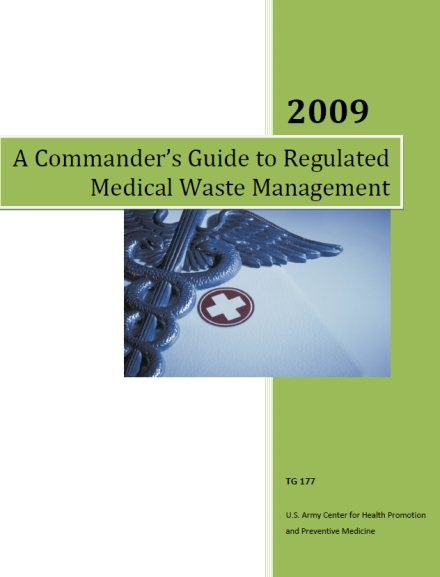 2009
A Commander’s Guide to Regulated
Medical Waste Management
TG 177
U.S. Army Center for Health Promotion
and Preventive Medicine